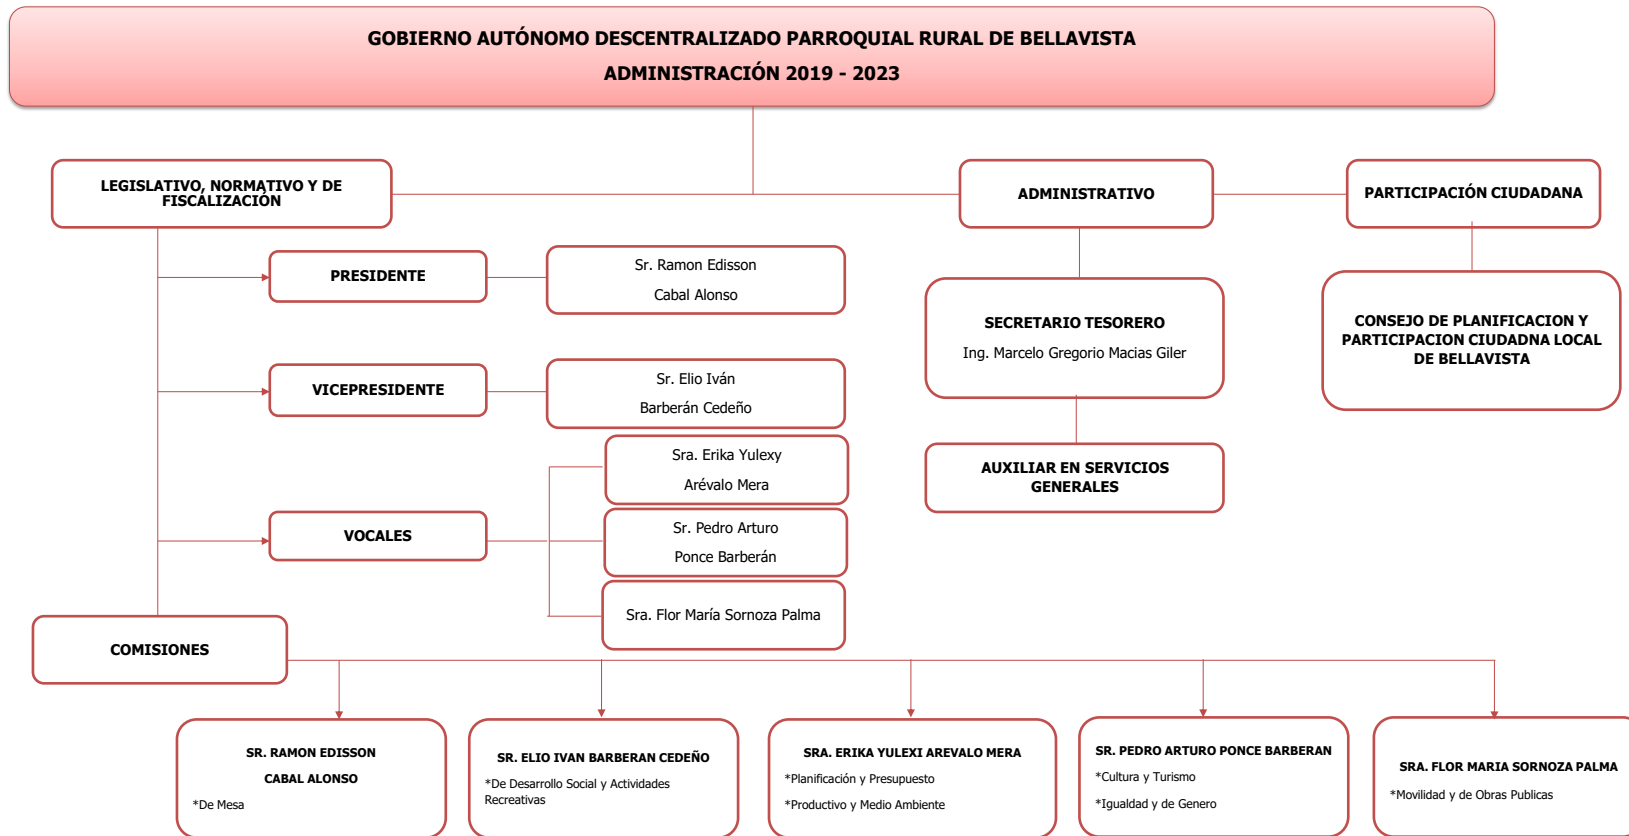 GOBIERNO AUTÓNOMO DESCENTRALIZADO PARROQUIAL RURAL DE BELLAVISTA
ADMINISTRACIÓN 2019 - 2023
LEGISLATIVO, NORMATIVO Y DE
FISCALIZACIÓN
ADMINISTRATIVO
PARTICIPACIÓN CIUDADANA
PRESIDENTE
Sr. Ramon Edisson
Cabal Alonso
SECRETARIO TESORERO
Ing. Marcelo Gregorio Macias Giler
CONSEJO DE PLANIFICACION Y
PARTICIPACION CIUDADNA LOCAL
DE BELLAVISTA
VICEPRESIDENTE
Sr. Elio Iván
Barberán Cedeño
AUXILIAR EN SERVICIOS
GENERALES
VOCALES
Sra. Erika Yulexy
Arévalo Mera
Sr. Pedro Arturo
Ponce Barberán
Sra. Flor María Sornoza Palma
COMISIONES
SR. RAMON EDISSON
CABAL ALONSO
*De Mesa
SR. ELIO IVAN BARBERAN CEDEÑO
*De Desarrollo Social y Actividades
Recreativas
SRA. ERIKA YULEXI AREVALO MERA
*Planificación y Presupuesto
*Productivo y Medio Ambiente
SR. PEDRO ARTURO PONCE BARBERAN
*Cultura y Turismo
*Igualdad y de Genero
SRA. FLOR MARIA SORNOZA PALMA
*Movilidad y de Obras Publicas